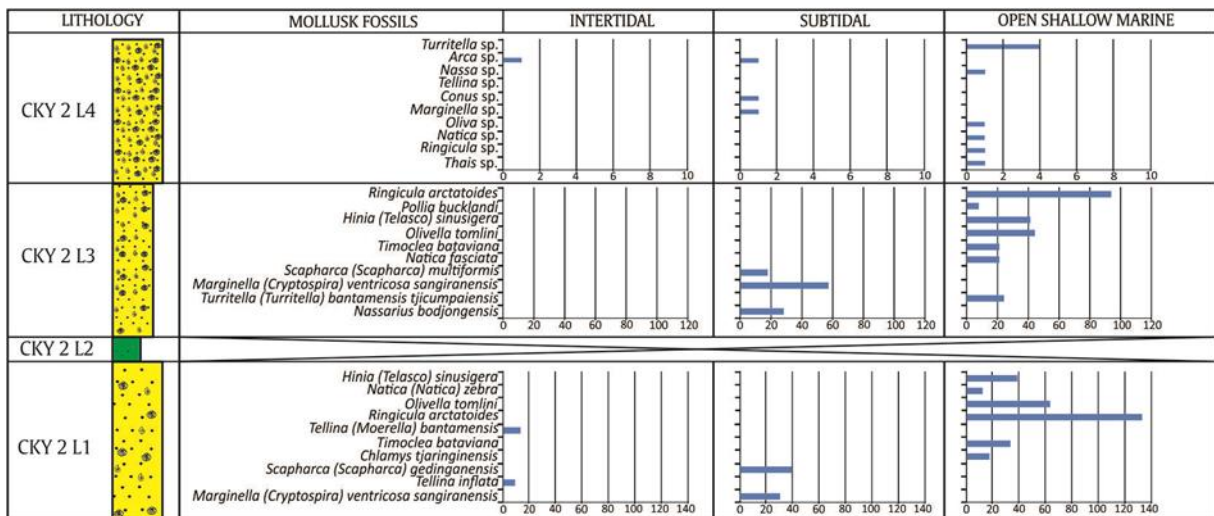 LITHOLOGY MOLLUSK FOSSILS INTERTIDAL SUBTIDAL OPEN SHALLOW MARINE
CKY 2 L4
Turritella sp.
Arca sp.
Nassa sp.
Tellina sp.
Conus sp.
Marginella sp.
Oliva sp.
Natica sp.
Ringicula sp.
Thais sp.
0 2 4 6 8 10 0 2 4 6 8 10 0 2 4 6 8 10
CKY 2 L3
Ringicula arctatoides
Pollia bucklandi
Hinia (Telasco) sinusigera
Olivella tomlini
Timoclea bataviana
Natica fasciata
Scapharca (Scapharca) multiformis
Marginella (Cryptospira) ventricosa sangiranensis
Turritella (Turritella) bantamensis tjicumpaiensis
Nassarius bodjongensis
0 20 40 60 80 100 120 0 20 40 60 80 100 120 0 20 40 60 80 100 120
CKY 2 L2
CKY 2 L1
Hinia (Telasco) sinusigera
Natica (Natica) zebra
Olivella tomlini
Ringicula arctatoides
Tellina (Moerella) bantamensis
Timoclea bataviana
Chlamys tjaringinensis
Scapharca (Scapharca) gedinganensis
Tellina inflata
Marginella (Cryptospira) ventricosa sangiranensis
0 20 40 60 80 100 140 0 20 40 60 80 100 140 0 20 40 60 80 100 140